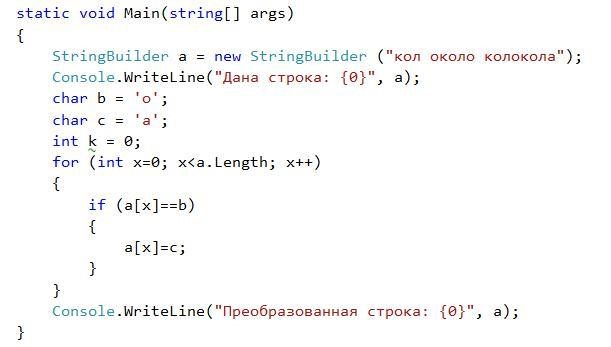 static void Main(string[] args)
{
StringBuilder a = new StringBuilder ("кол около колокола");
Console.WriteLine("Дана строка: {0}", a);
char b = 'о';
char c = 'а';
int k = 0;
for (int x=0; x<a.Length; x++)
{
if (a[x]==b)
{
a[x]=c;
}
}
Console.WriteLine("Преобразованная строка: {0}", a);
}